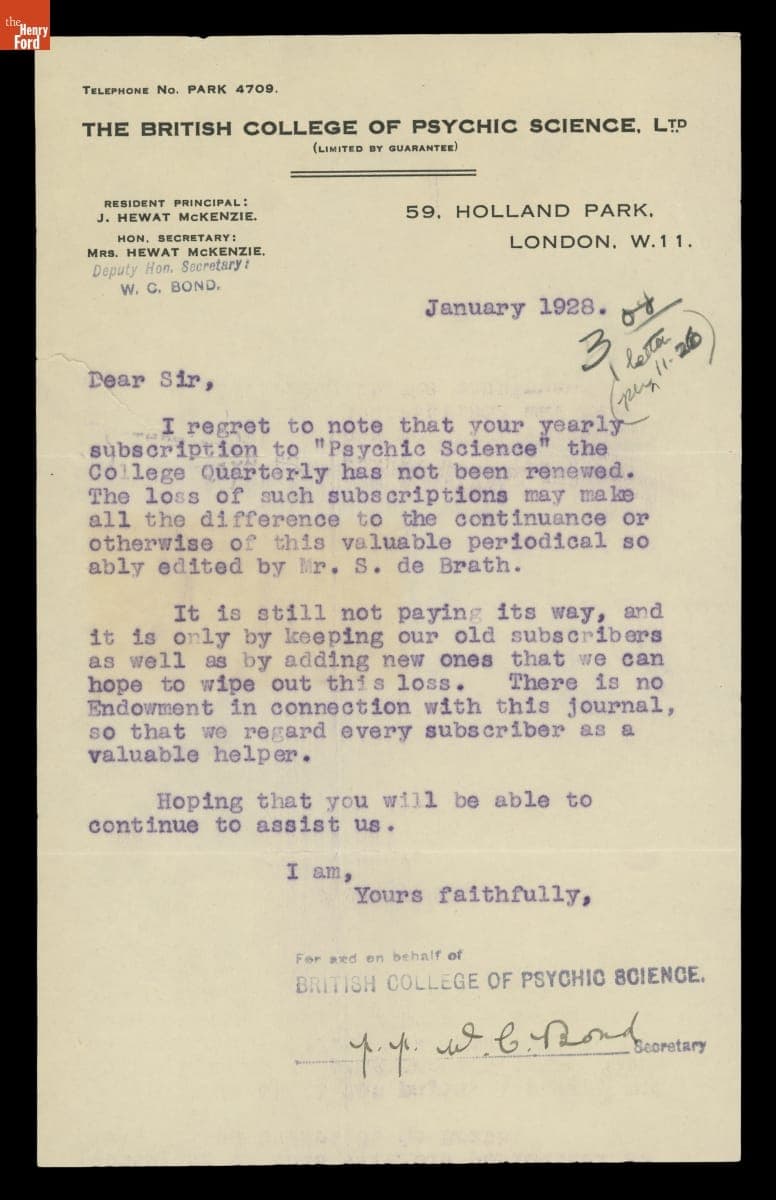 the
Henry
Ford
TELEPHONE No. PARK 4709.
THE BRITISH COLLEGE OF PSYCHIC SCIENCE, LTD
(LIMITED BY GUARANTEE)
RESIDENT PRINCIPAL:
J. HEWAT McKENZIE.
HON. SECRETARY:
MRS. HEWAT McKENZIE.
Deputy Hon. Secretary:
W. C. BOND.
59, HOLLAND PARK,
LONDON, W.11.
January 1928.
3
1 letter
11.26
Dear Sir,
I regret to note that your yearly
subscription to "Psychic Science" the
College Quarterly has not been renewed.
The loss of such subscriptions may make
all the difference to the continuance or
otherwise of this valuable periodical so
ably edited by Mr. S. de Brath.
It is still not paying its way, and
it is only by keeping our old subscribers
as well as by adding new ones that we can
hope to wipe out this loss. There is no
Endowment in connection with this journal,
so that we regard every subscriber as a
valuable helper.
Hoping that you will be able to
continue to assist us.
I am,
Yours faithfully,
For and on behalf of
BRITISH COLLEGE OF PSYCHIC SCIENCE.
p.p. W. C. Bond Secretary